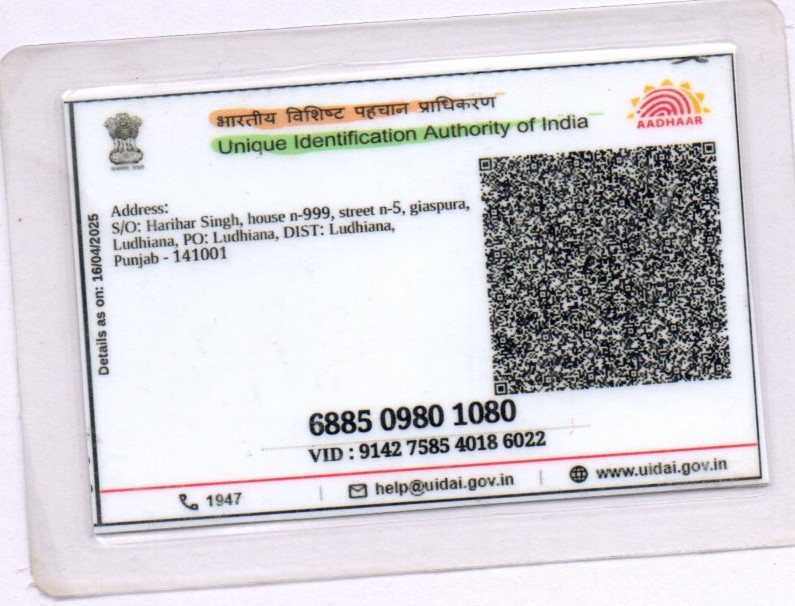 भारतीय विशिष्ट पहचान प्राधिकरण
Unique Identification Authority of India
AADHAAR
Address:
S/O: Harihar Singh, house n-999, street n-5, giaspura,
Ludhiana, PO: Ludhiana, DIST: Ludhiana,
Punjab - 141001
Details as on: 16/04/2025
6885 0980 1080
VID : 9142 7585 4018 6022
1947
help@uidai.gov.in
www.uidai.gov.in